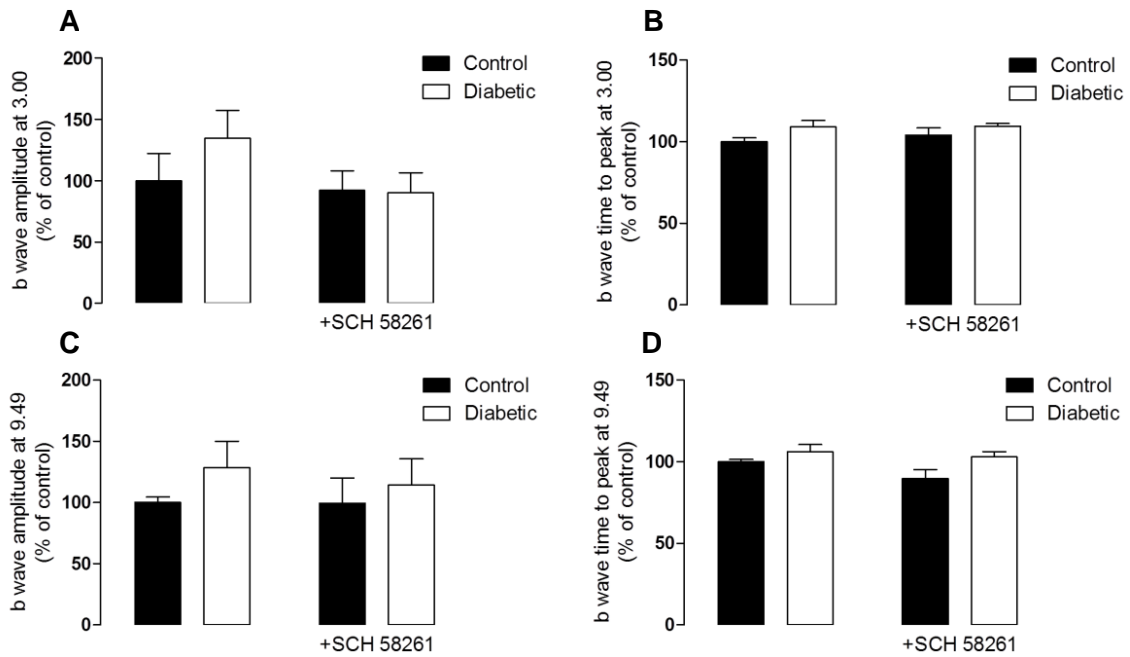 A
b wave amplitude at 3.00
(% of control)
200
150
100
50
0
Control
Diabetic
+SCH 58261
B
b wave time to peak at 3.00
(% of control)
150
100
50
0
Control
Diabetic
+SCH 58261
C
b wave amplitude at 9.49
(% of control)
200
150
100
50
0
Control
Diabetic
+SCH 58261
D
b wave time to peak at 9.49
(% of control)
150
100
50
0
Control
Diabetic
+SCH 58261